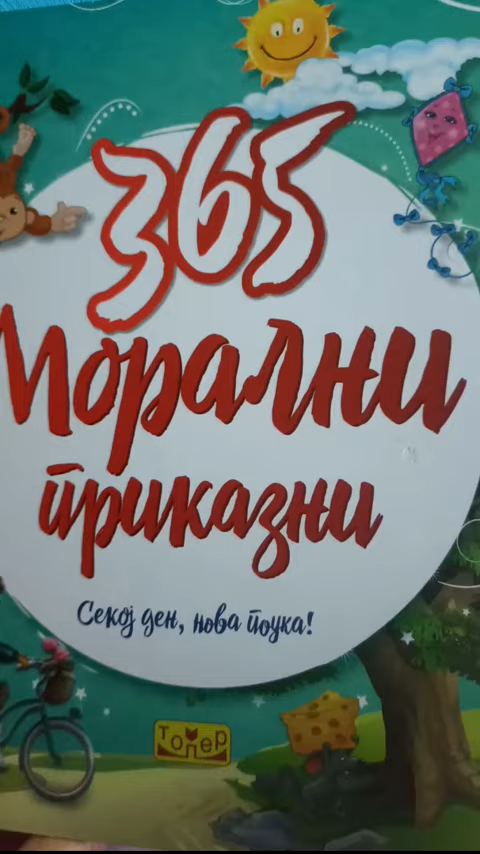 365
Морални
приказни
Секој ден, нова поука!
Топер